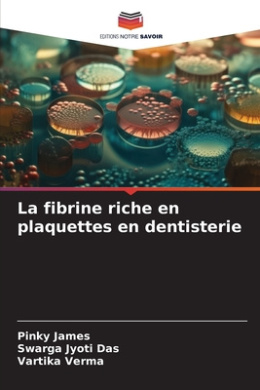 EDITIONS NOTRE SAVOIR
La fibrine riche en
plaquettes en dentisterie
Pinky James
Swarga Jyoti Das
Vartika Verma